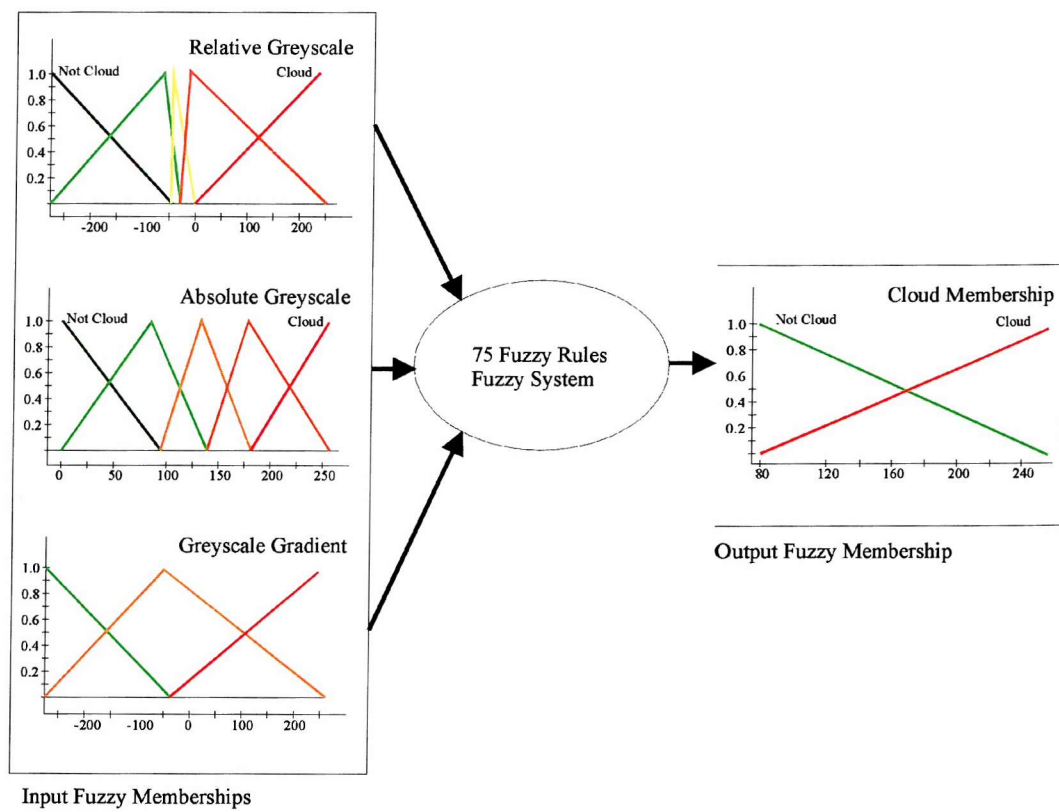 Relative Greyscale
Not Cloud
Cloud
1.0
0.8
0.6
0.4
0.2
-200 -100 0 100 200
Absolute Greyscale
Not Cloud
Cloud
1.0
0.8
0.6
0.4
0.2
0 50 100 150 200 250
Greyscale Gradient
1.0
0.8
0.6
0.4
0.2
-200 -100 0 100 200
Input Fuzzy Memberships
75 Fuzzy Rules
Fuzzy System
Cloud Membership
Not Cloud
Cloud
1.0
0.8
0.6
0.4
0.2
80 120 160 200 240
Output Fuzzy Membership